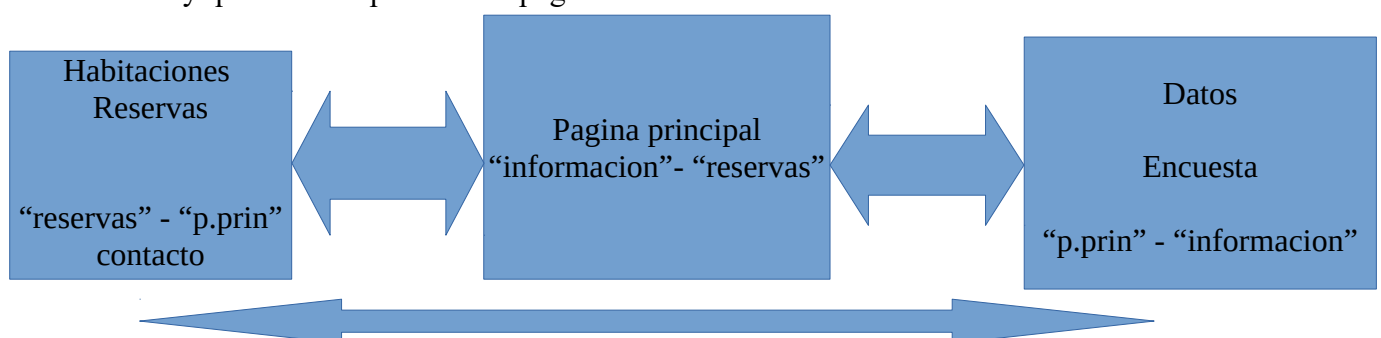 Habitaciones
Reservas
“reservas” - “p.prin”
contacto
Pagina principal
“informacion”- “reservas”
Datos
Encuesta
“p.prin” - “informacion”